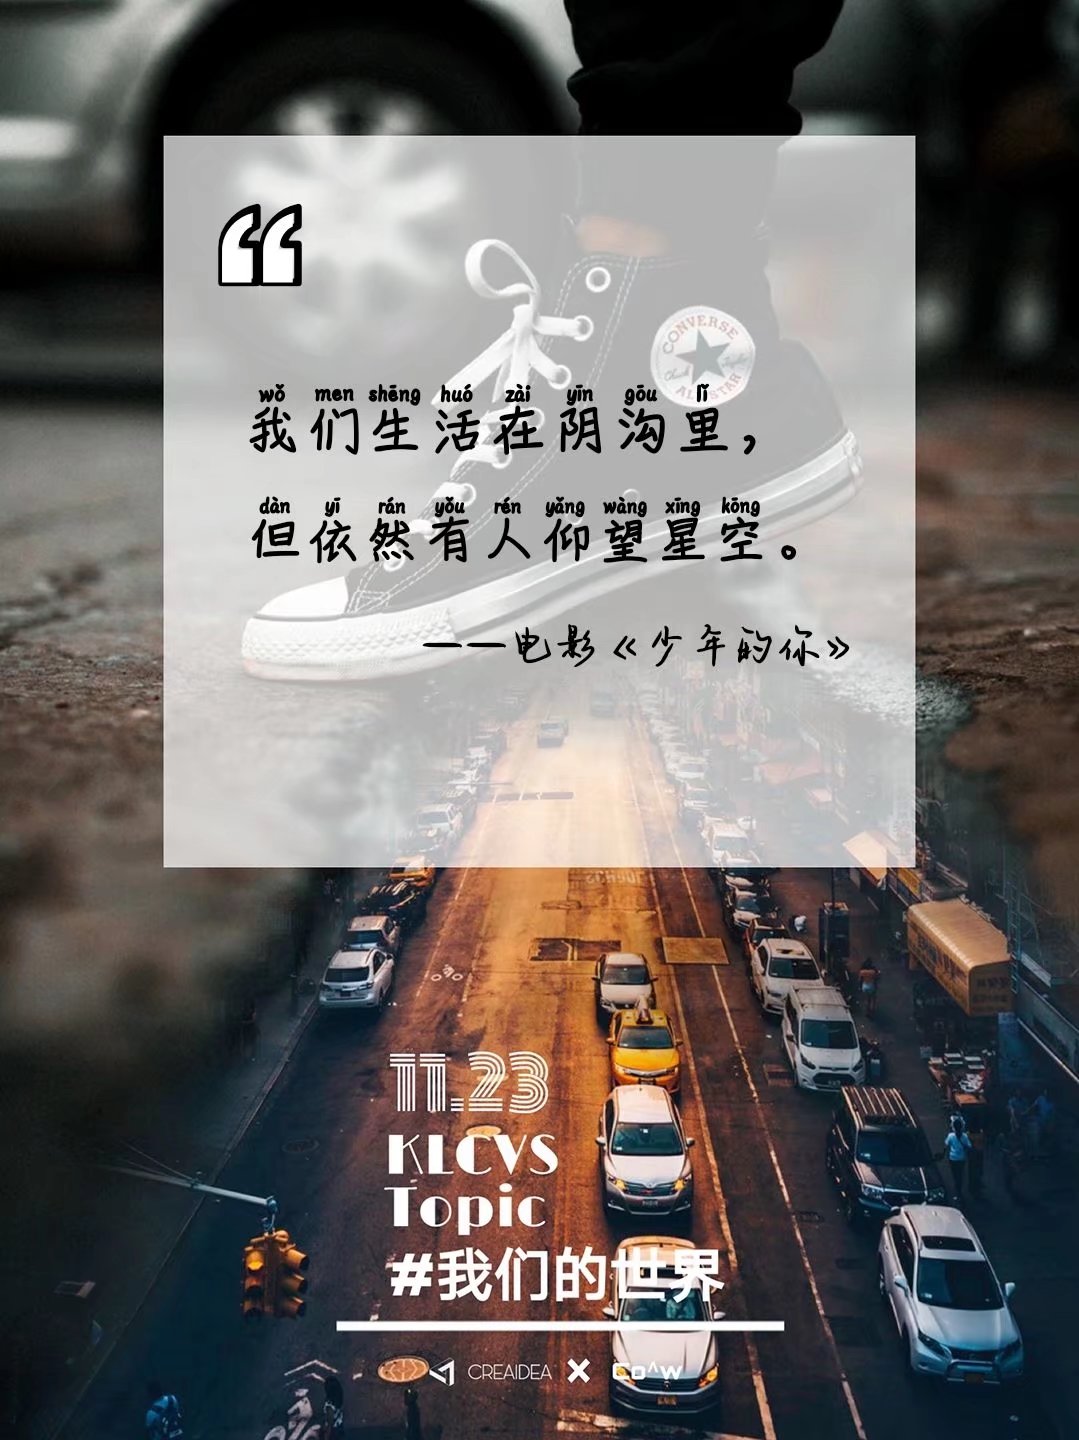 CONVERSE
ALL STAR
wǒ men shēng huó zài yīn gōu lǐ
我们生活在阴沟里，
dàn yī rán yǒu rén yǎng wàng xīng kōng
但依然有人仰望星空。
——电影《少年的你》
11.23
KLCVS
Topic
#我们的世界
CREAIDEA X Co^w